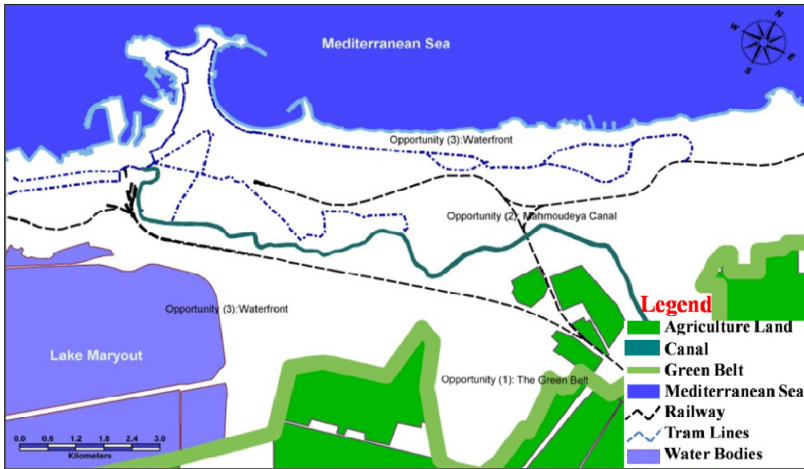 Mediterranean Sea
N
W
E
S
Opportunity (3):Waterfront
Opportunity (2): Mahmoudeya Canal
Opportunity (3):Waterfront
Lake Maryout
Opportunity (1): The Green Belt
Legend
Agriculture Land
Canal
Green Belt
Mediterranean Sea
Railway
Tram Lines
Water Bodies
0.0 0.6 1.2 1.8 2.4 3.0
Kilometers